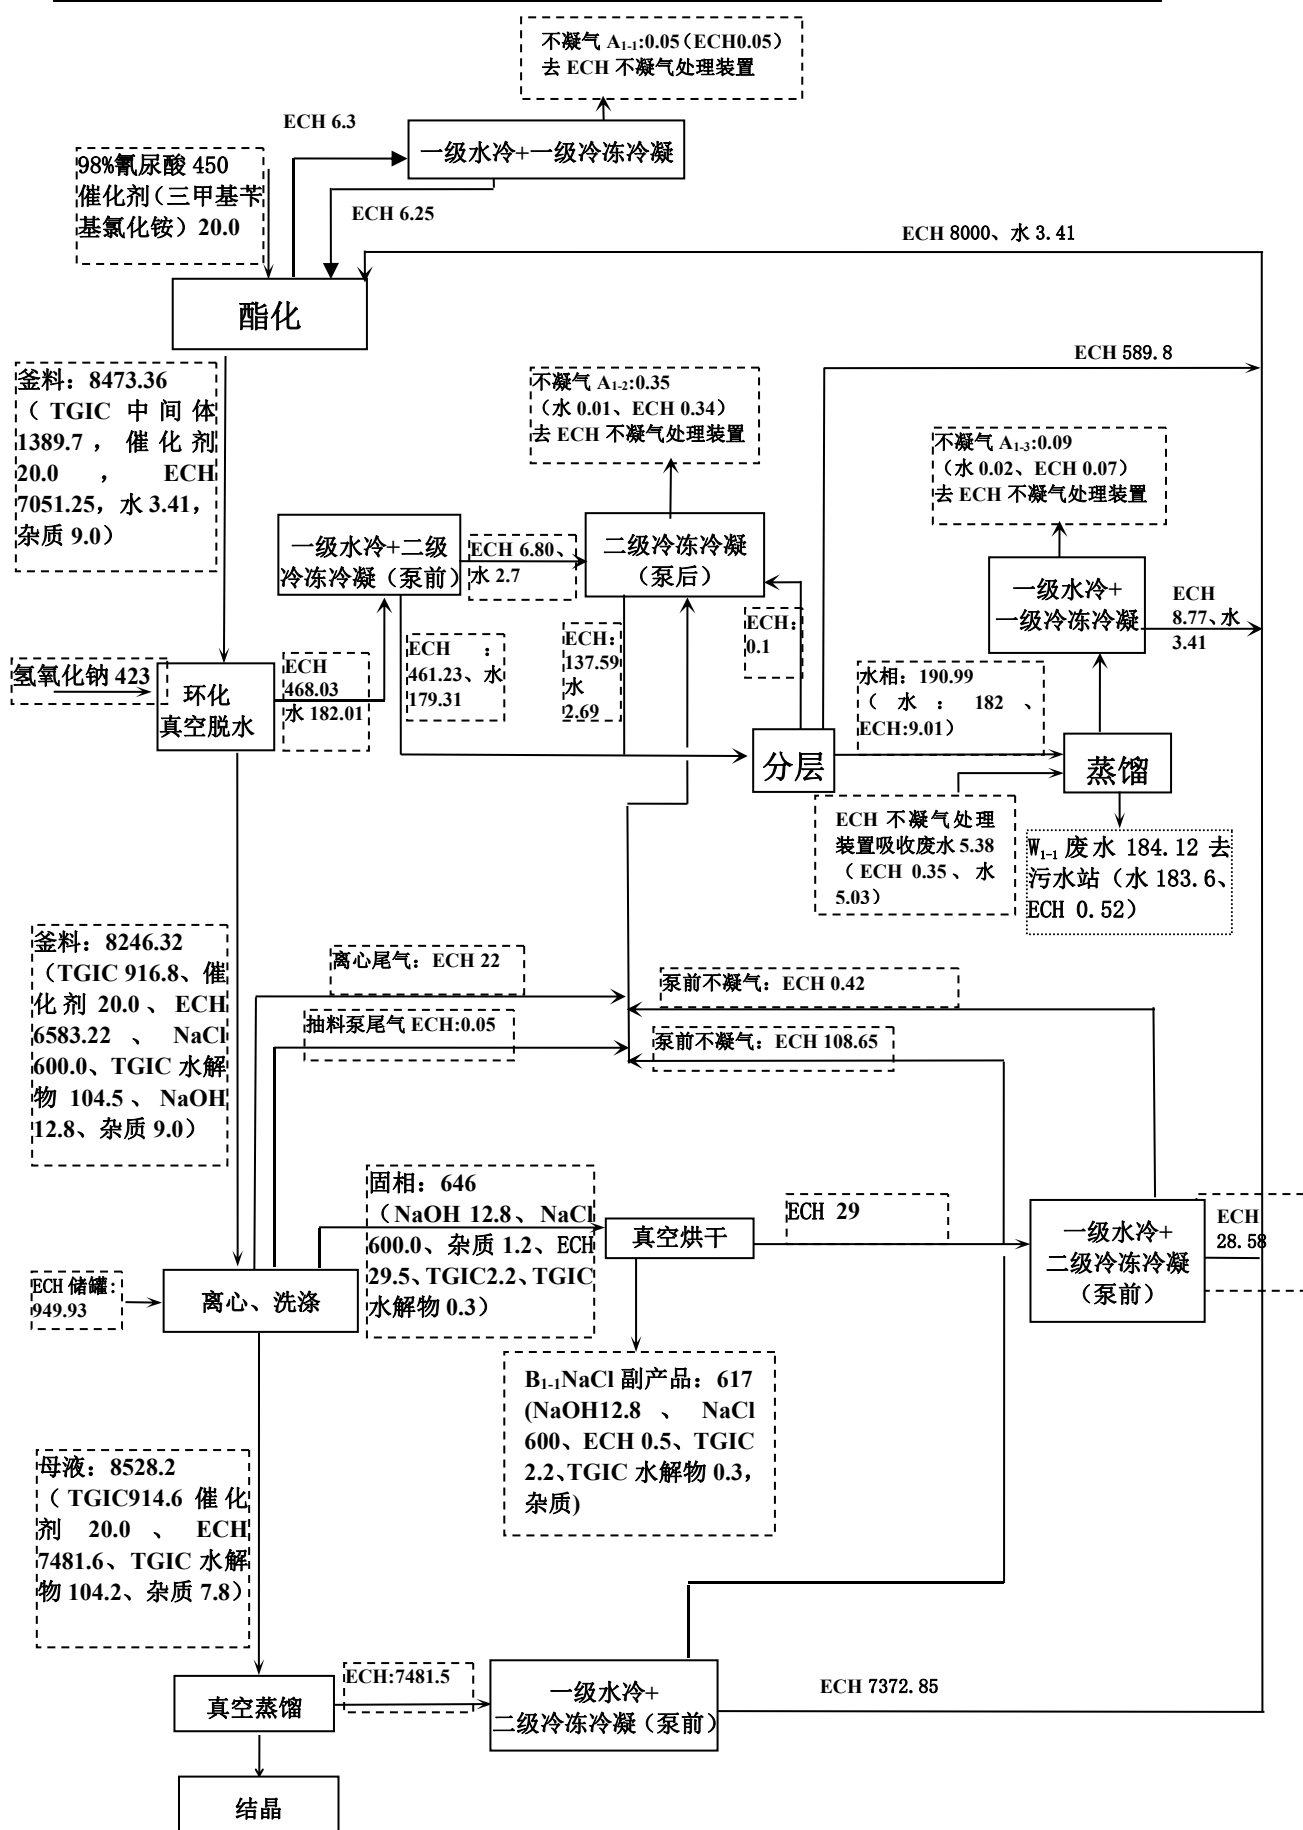 不凝气 A1-1:0.05（ECH0.05）
去 ECH 不凝气处理装置
ECH 6.3
一级水冷+一级冷冻冷凝
98%氰尿酸 450
催化剂（三甲基苄
基氯化铵）20.0
ECH 6.25
ECH 8000、水 3.41
酯化
ECH 589.8
釜料：8473.36
（ TGIC 中 间 体
1389.7 ， 催 化 剂
20.0 ， ECH
7051.25，水 3.41，
杂质 9.0）
不凝气 A1-2:0.35
（水 0.01、ECH 0.34）
去 ECH 不凝气处理装置
不凝气 A1-3:0.09
（水 0.02、ECH 0.07）
去 ECH 不凝气处理装置
一级水冷+二级
冷冻冷凝（泵前）
ECH 6.80、
水 2.7
二级冷冻冷凝
（泵后）
一级水冷+
一级冷冻冷凝
ECH
8.77、水
3.41
氢氧化钠 423
环化
真空脱水
ECH
468.03
水 182.01
ECH ：
461.23、水
179.31
ECH：
137.59
水
2.69
ECH：
0.1
水相：190.99
（ 水 ： 182 、
ECH:9.01）
分层
蒸馏
ECH 不凝气处理
装置吸收废水 5.38
（ECH 0.35、水
5.03）
W1-1 废水 184.12 去
污水站（水 183.6、
ECH 0.52）
釜料：8246.32
（TGIC 916.8、催
化 剂 20.0 、 ECH
6583.22 、 NaCl
600.0、TGIC 水解
物 104.5 、 NaOH
12.8、杂质 9.0）
离心尾气：ECH 22
泵前不凝气：ECH 0.42
抽料泵尾气 ECH:0.05
泵前不凝气：ECH 108.65
固相：646
（NaOH 12.8、NaCl
600.0、杂质 1.2、ECH
29.5、TGIC2.2、TGIC
水解物 0.3）
真空烘干
ECH 29
一级水冷+
二级冷冻冷凝
（泵前）
ECH
28.58
ECH 储罐:
949.93
离心、洗涤
B1-1NaCl 副产品：617
(NaOH12.8 、 NaCl
600、ECH 0.5、TGIC
2.2、TGIC 水解物 0.3，
杂质)
母液：8528.2
（ TGIC914.6 催 化
剂 20.0 、 ECH
7481.6、TGIC 水解
物 104.2、杂质 7.8）
真空蒸馏
ECH:7481.5
一级水冷+
二级冷冻冷凝（泵前）
ECH 7372.85
结晶